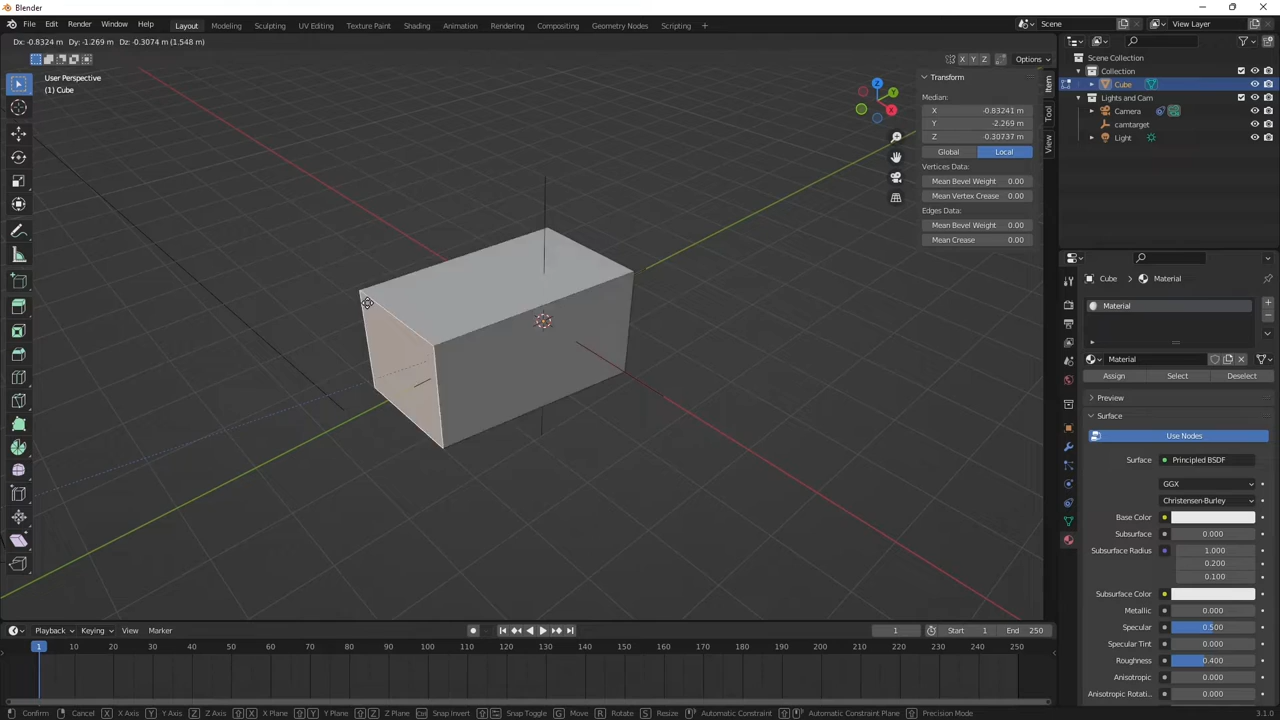 Blender
File Edit Render Window Help Layout Modeling Sculpting UV Editing Texture Paint Shading Animation Rendering Compositing Geometry Nodes Scripting + Scene View Layer
Dx: -0.8324 m Dy: -1.269 m Dz: -0.3074 m (1.548 m)
X Y Z Options
User Perspective
(1) Cube
Z
Y
X
Transform
Median:
X -0.83241 m
Y -2.269 m
Z -0.30737 m
Global Local
Vertices Data:
Mean Bevel Weight 0.00
Mean Vertex Crease 0.00
Edges Data:
Mean Bevel Weight 0.00
Mean Crease 0.00
Item
Tool
View
Scene Collection
Collection
Cube
Lights and Cam
Camera
camtarget
Light
Cube Material
Material
Material
Assign Select Deselect
Preview
Surface
Use Nodes
Surface Principled BSDF
GGX
Christensen-Burley
Base Color
Subsurface 0.000
Subsurface Radius 1.000
0.200
0.100
Subsurface Color
Metallic 0.000
Specular 0.500
Specular Tint 0.000
Roughness 0.400
Anisotropic 0.000
Anisotropic Rotati... 0.000
Playback Keying View Marker 1 Start 1 End 250
1 10 20 30 40 50 60 70 80 90 100 110 120 130 140 150 160 170 180 190 200 210 220 230 240 250
Confirm Cancel X X Axis Y Y Axis Z Z Axis X X Plane Y Y Plane Z Z Plane Snap Invert Snap Toggle G Move R Rotate S Resize Automatic Constraint Automatic Constraint Plane Precision Mode 3.1.0